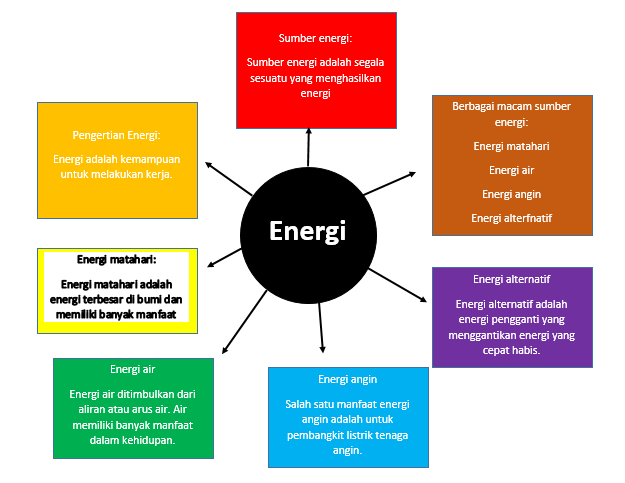 Sumber energi:
Sumber energi adalah segala
sesuatu yang menghasilkan
energi
Pengertian Energi:
Energi adalah kemampuan
untuk melakukan kerja.
Berbagai macam sumber
energi:
Energi matahari
Energi air
Energi angin
Energi alterfnatif
Energi
Energi matahari:
Energi matahari adalah
energi terbesar di bumi dan
memiliki banyak manfaat
Energi alternatif
Energi alternatif adalah
energi pengganti yang
menggantikan energi yang
cepat habis.
Energi air
Energi air ditimbulkan dari
aliran atau arus air. Air
memiliki banyak manfaat
dalam kehidupan.
Energi angin
Salah satu manfaat energi
angin adalah untuk
pembangkit listrik tenaga
angin.